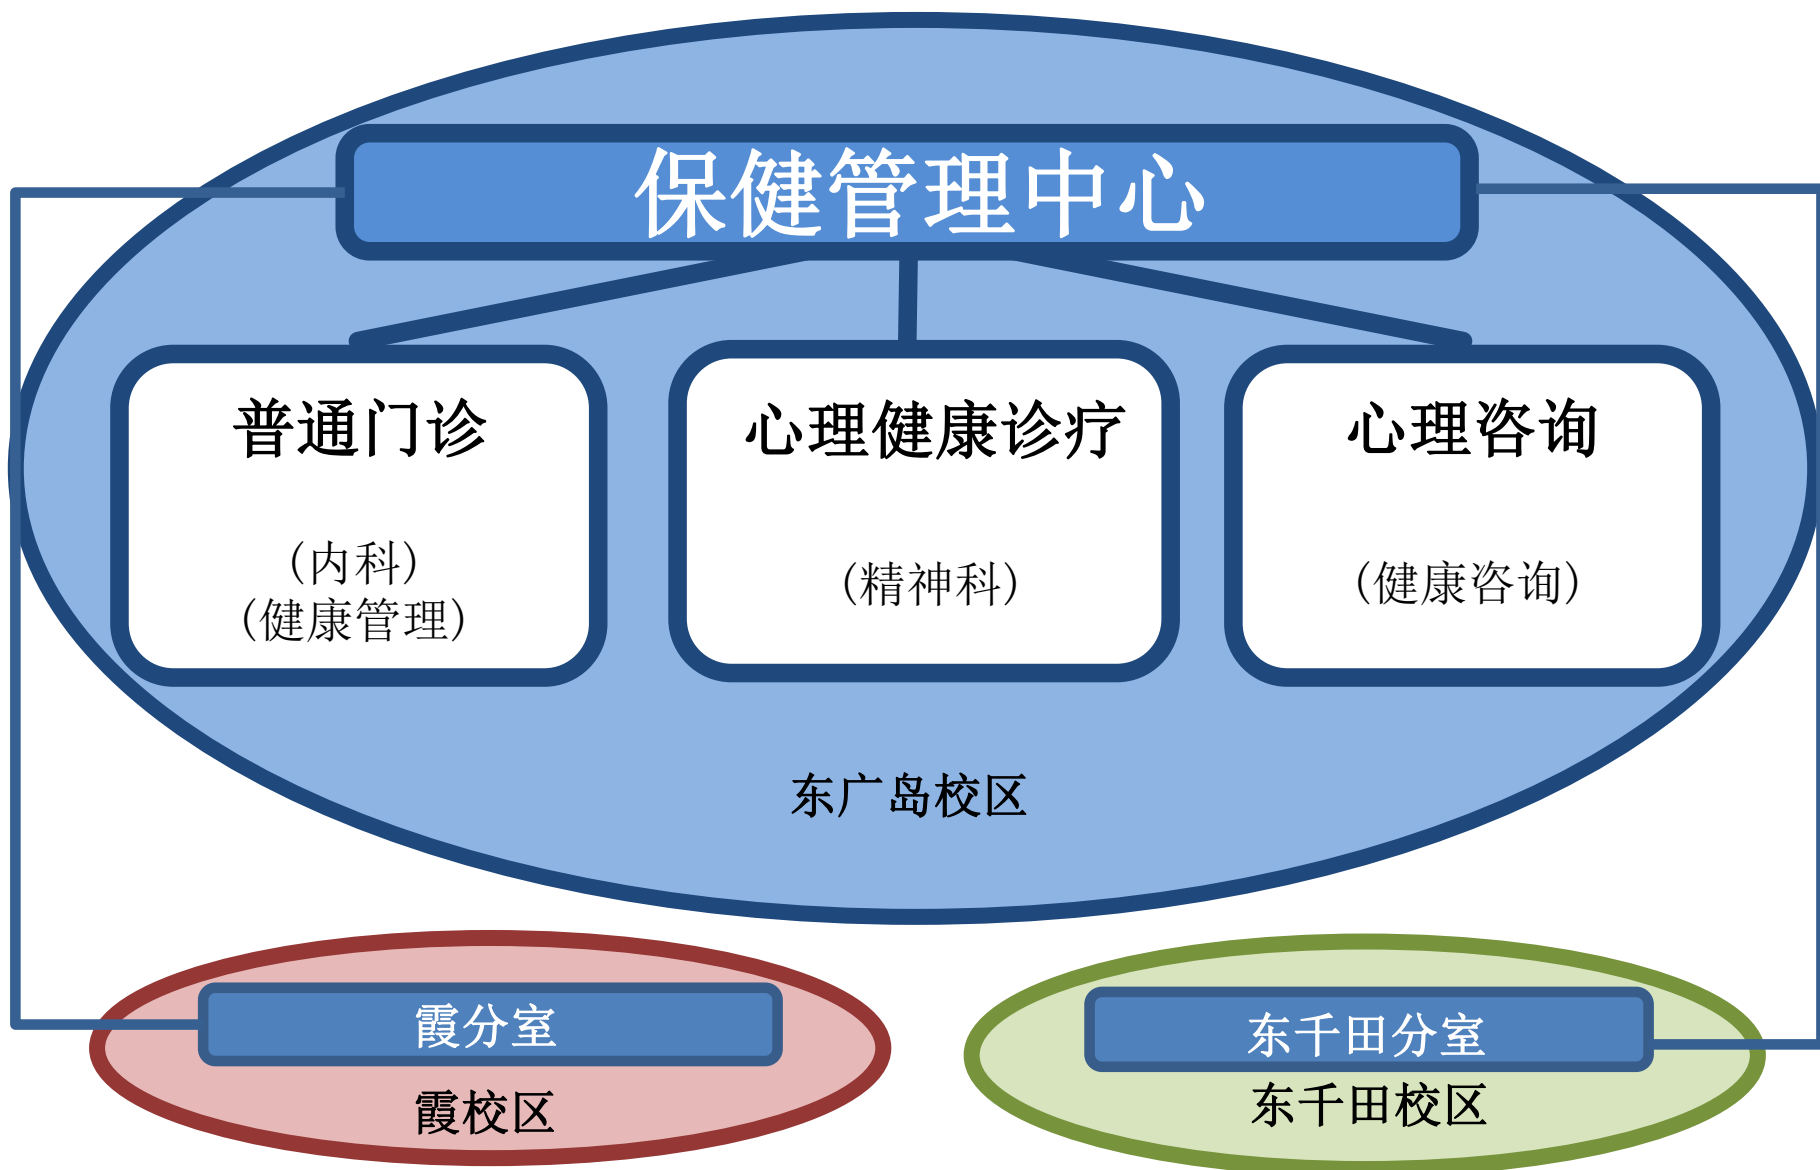 保健管理中心
普通门诊
（内科）
（健康管理）
心理健康诊疗
（精神科）
心理咨询
（健康咨询）
东广岛校区
霞分室
霞校区
东千田分室
东千田校区